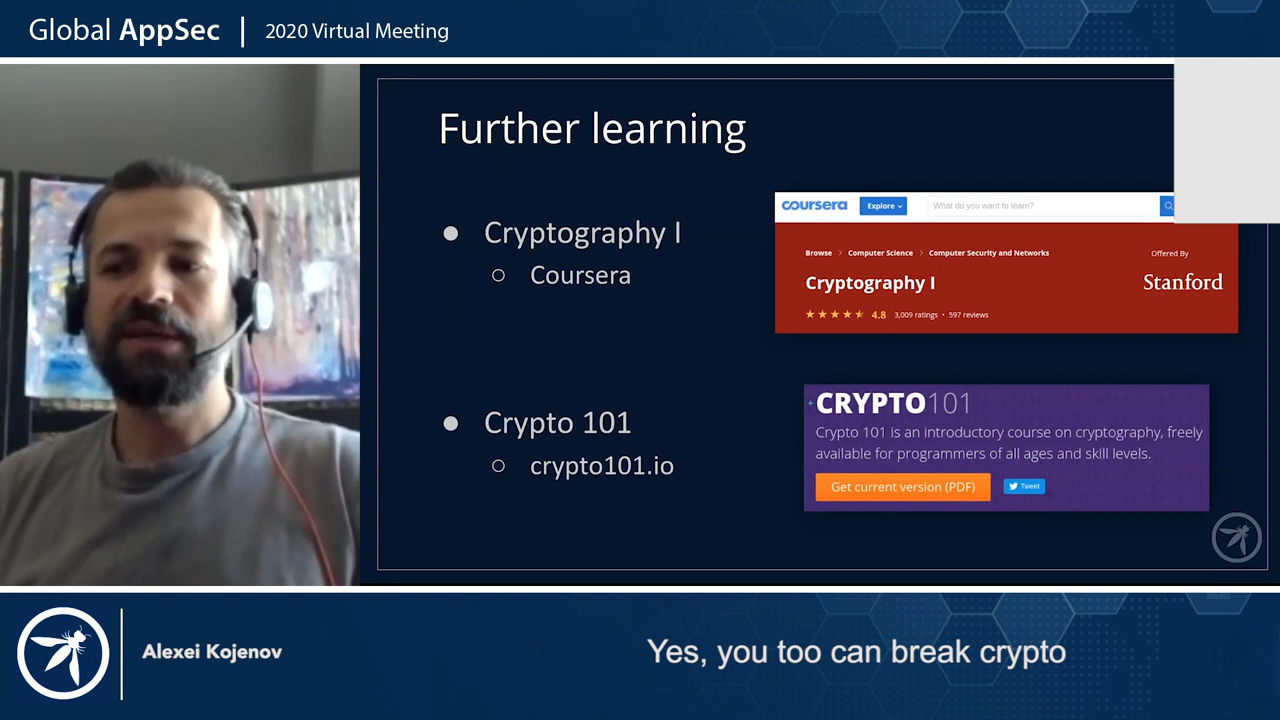 Global AppSec | 2020 Virtual Meeting
Further learning
● Cryptography I
○ Coursera
● Crypto 101
○ crypto101.io
coursera Explore What do you want to learn?
Browse > Computer Science > Computer Security and Networks
Offered By
Cryptography I
Stanford
4.8 3,009 ratings • 597 reviews
CRYPTO101
Crypto 101 is an introductory course on cryptography, freely
available for programmers of all ages and skill levels.
Get current version (PDF) Tweet
Alexei Kojenov
Yes, you too can break crypto